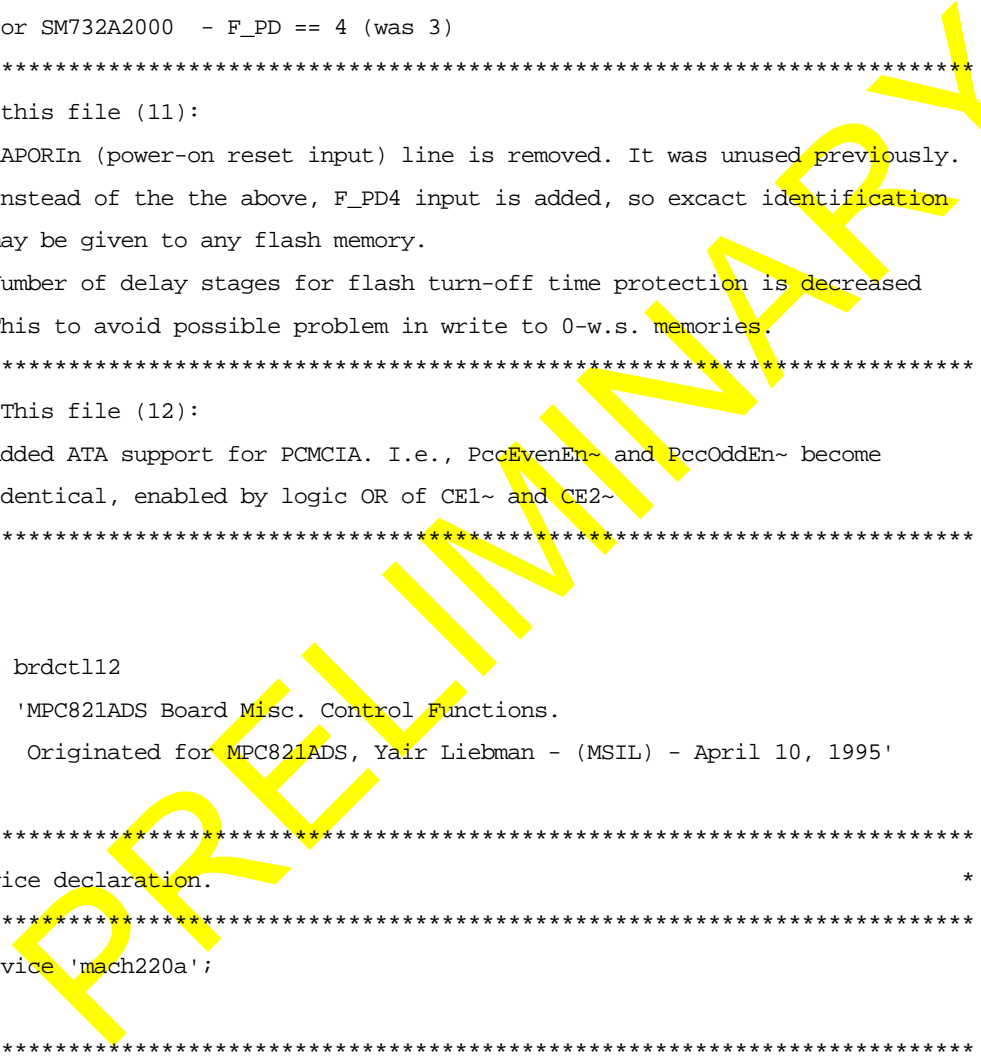 or SM732A2000  - F_PD == 4 (was 3)
*************************************************************************
this file (11):
APORIn (power-on reset input) line is removed. It was unused previously.
nstead of the the above, F_PD4 input is added, so excact identification
ay be given to any flash memory.
umber of delay stages for flash turn-off time protection is decreased
his to avoid possible problem in write to 0-w.s. memories.
*************************************************************************
This file (12):
dded ATA support for PCMCIA. I.e., PccEvenEn~ and PccOddEn~ become
dentical, enabled by logic OR of CE1~ and CE2~
*************************************************************************
brdctl12
'MPC821ADS Board Misc. Control Functions.
Originated for MPC821ADS, Yair Liebman - (MSIL) - April 10, 1995'
*************************************************************************
ice declaration. *
*************************************************************************
vice 'mach220a';
*************************************************************************
PRELIMINARY